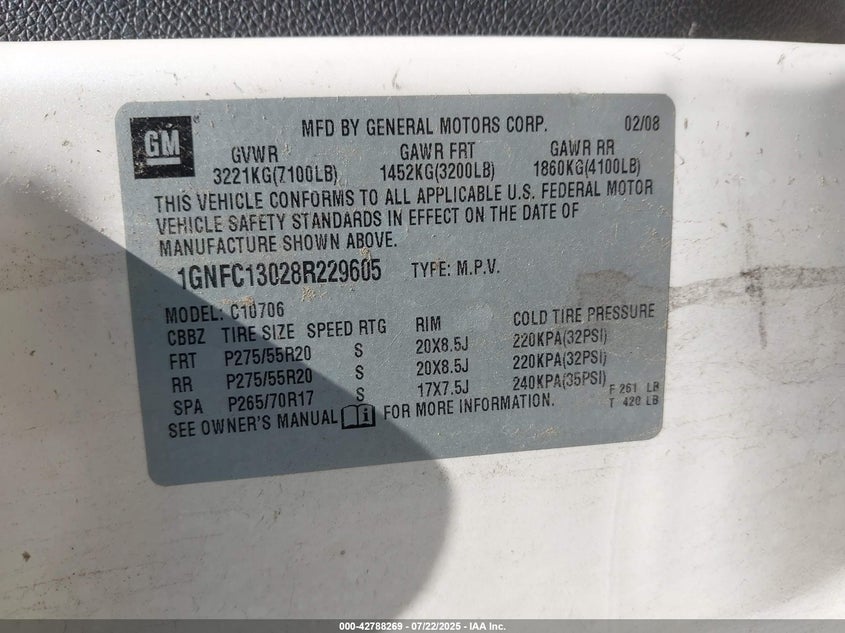 GM
MFD BY GENERAL MOTORS CORP. 02/08
GVWR GAWR FRT GAWR RR
3221KG(7100LB) 1452KG(3200LB) 1860KG(4100LB)
THIS VEHICLE CONFORMS TO ALL APPLICABLE U.S. FEDERAL MOTOR
VEHICLE SAFETY STANDARDS IN EFFECT ON THE DATE OF
MANUFACTURE SHOWN ABOVE.
1GNFC13028R229605 TYPE: M.P.V.
MODEL: C10706
CBBZ TIRE SIZE SPEED RTG RIM COLD TIRE PRESSURE
FRT P275/55R20 S 20X8.5J 220KPA(32PSI)
RR P275/55R20 S 20X8.5J 220KPA(32PSI)
SPA P265/70R17 S 17X7.5J 240KPA(35PSI)
F 261 LB
T 420 LB
SEE OWNER'S MANUAL FOR MORE INFORMATION.
000-42788269 - 07/22/2025 - IAA Inc.